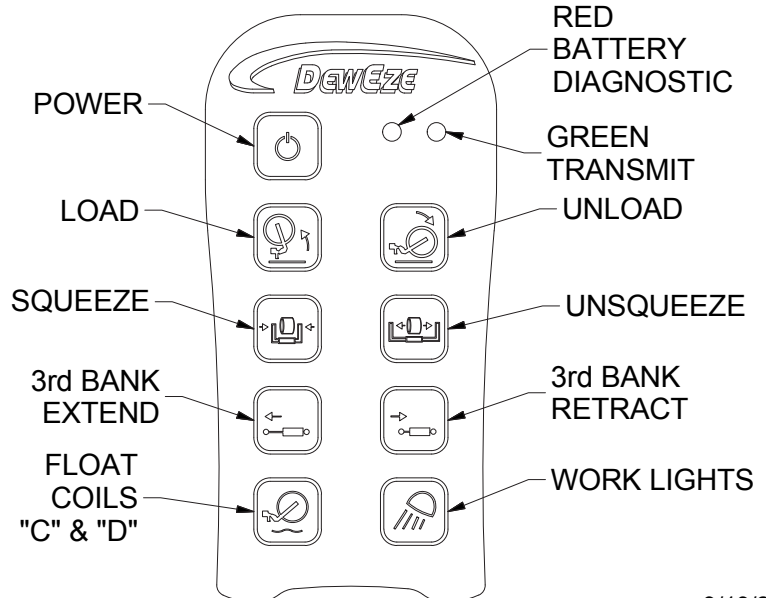 RED
BATTERY
DIAGNOSTIC
DewEze
POWER
GREEN
TRANSMIT
LOAD
UNLOAD
SQUEEZE
UNSQUEEZE
3rd BANK
EXTEND
3rd BANK
RETRACT
FLOAT
COILS
"C" & "D"
WORK LIGHTS